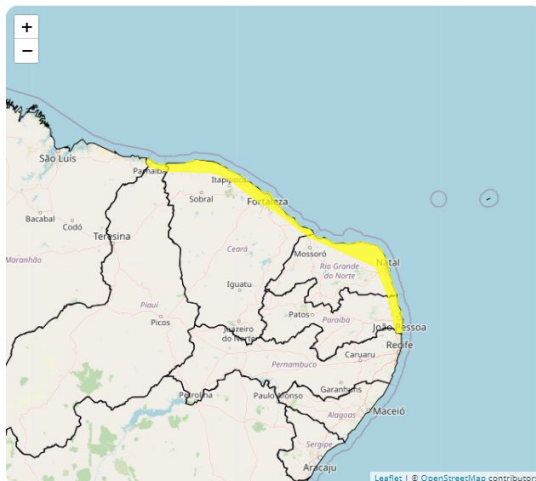 +
−
São Luís
Parnaíba
Itapipoca
Sobral
Fortaleza
Bacabal
Codó
Teresina
Ceará
Mossoró
Maranhão
Rio Grande
do Norte
Natal
Iguatu
Piauí
Picos
Patos
Paraíba
João Pessoa
Juazeiro
do Norte
Recife
Caruaru
Pernambuco
Garanhuns
Petrolina
Paulo Afonso
Maceió
Alagoas
Sergipe
Aracaju
Leaflet | © OpenStreetMap contributors